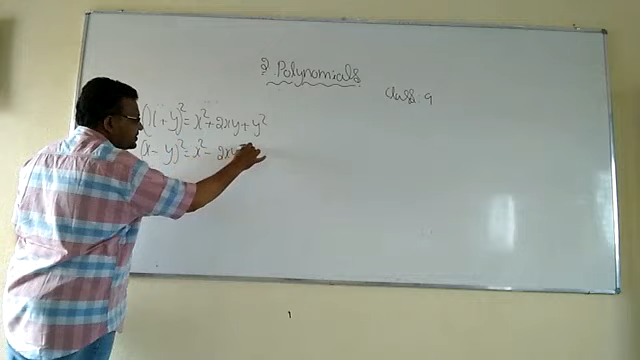 2. Polynomials
Class: 9
(x + y)² = x² + 2xy + y²
(x - y)² = x² - 2xy